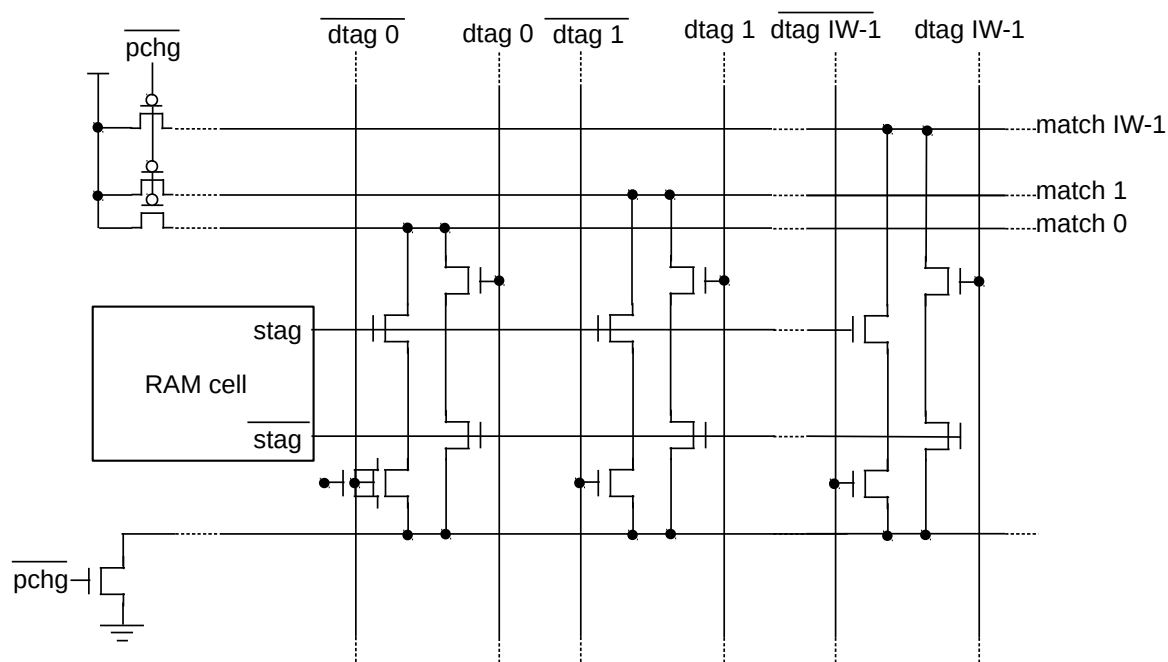 dtag 0 dtag 0 dtag 1 dtag 1 dtag IW-1 dtag IW-1
pchg
match IW-1
match 1
match 0
stag
RAM cell
stag
pchg